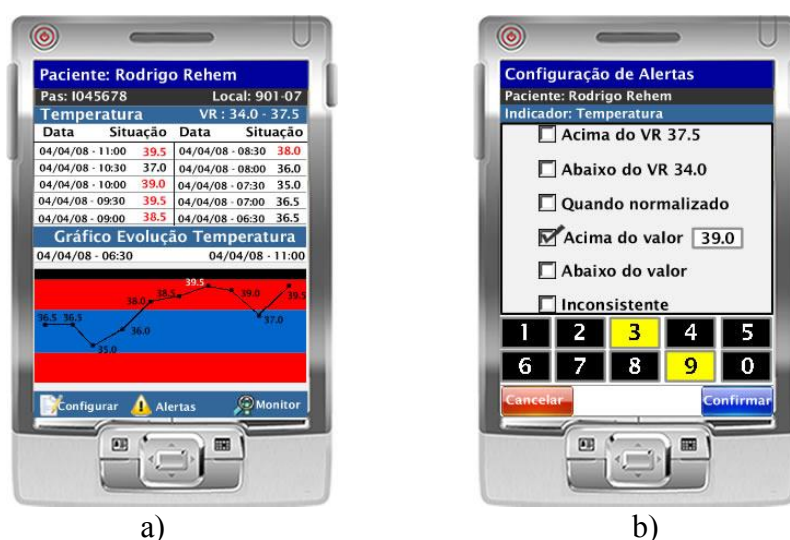 Paciente: Rodrigo Rehem
Pas: I045678 Local: 901-07
Temperatura VR : 34.0 - 37.5
Data Situação Data Situação
04/04/08 - 11:00 39.5 04/04/08 - 08:30 38.0
04/04/08 - 10:30 37.0 04/04/08 - 08:00 36.0
04/04/08 - 10:00 39.0 04/04/08 - 07:30 35.0
04/04/08 - 09:30 39.5 04/04/08 - 07:00 36.5
04/04/08 - 09:00 38.5 04/04/08 - 06:30 36.5
Gráfico Evolução Temperatura
04/04/08 - 06:30 04/04/08 - 11:00
36.5 36.5 35.0 36.0 38.0 38.5 39.5 39.0 37.0 39.5
Configurar Alertas Monitor
a)
Configuração de Alertas
Paciente: Rodrigo Rehem
Indicador: Temperatura
Acima do VR 37.5
Abaixo do VR 34.0
Quando normalizado
Acima do valor 39.0
Abaixo do valor
Inconsistente
1 2 3 4 5
6 7 8 9 0
Cancelar Confirmar
b)